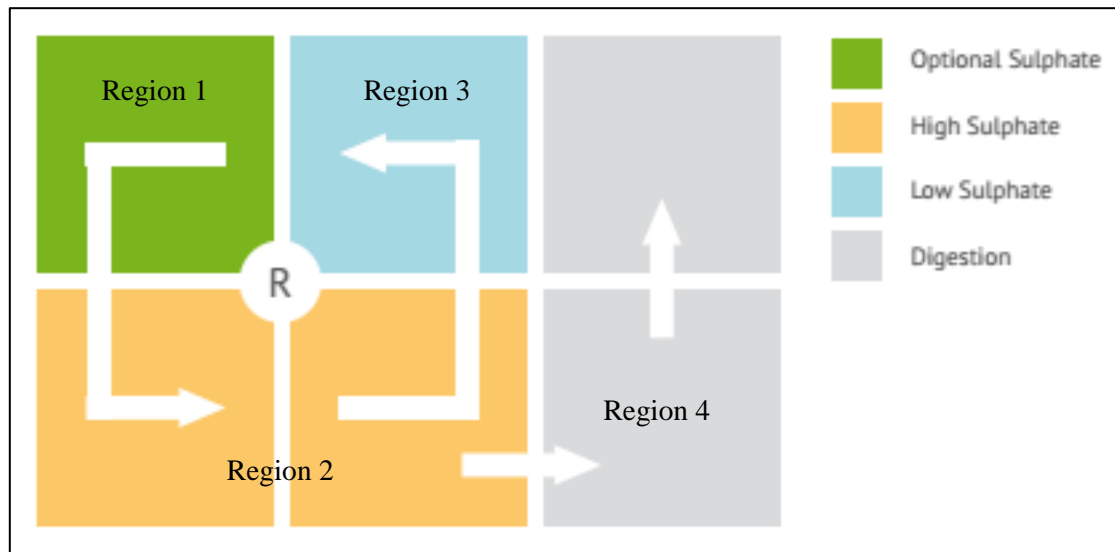 Region 1
Region 3
Optional Sulphate
High Sulphate
Low Sulphate
Digestion
R
Region 2
Region 4